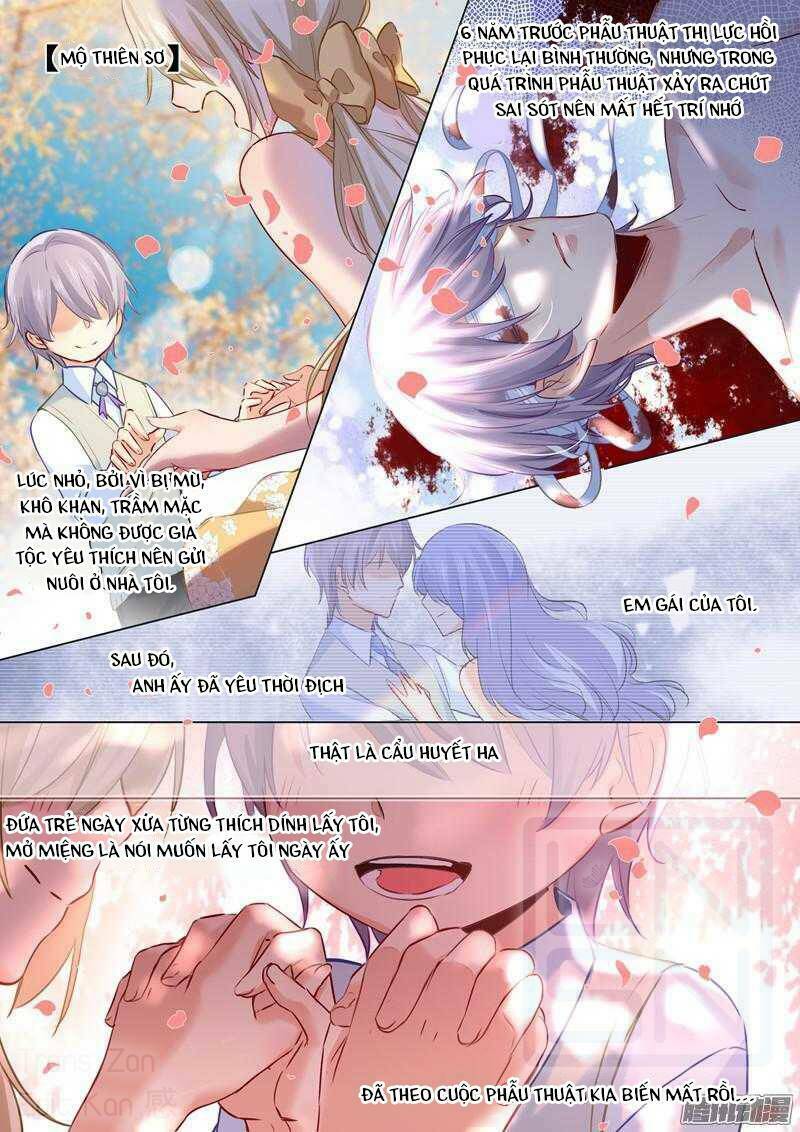 【MỘ THIÊN SƠ】
6 NĂM TRƯỚC PHẪU THUẬT THỊ LỰC HỒI
PHỤC LẠI BÌNH THƯỜNG, NHƯNG TRONG
QUÁ TRÌNH PHẪU THUẬT XẢY RA CHÚT
SAI SÓT NÊN MẤT HẾT TRÍ NHỚ
LÚC NHỎ, BỞI VÌ BỊ MÙ,
KHÔ KHAN, TRẦM MẶC
MÀ KHÔNG ĐƯỢC GIA
TỘC YÊU THÍCH NÊN GỬI
NUÔI Ở NHÀ TÔI.
EM GÁI CỦA TÔI.
SAU ĐÓ,
ANH ẤY ĐÃ YÊU THỜI ĐỊCH
THẬT LÀ CẨU HUYẾT HA
ĐỨA TRẺ NGÀY XỬA TỪNG THÍCH DÍNH LẤY TÔI,
MỞ MIỆNG LÀ NÓI MUỐN LẤY TÔI NGÀY ẤY
ĐÃ THEO CUỘC PHẪU THUẬT KIA BIẾN MẤT RỒI...
腾讯动漫